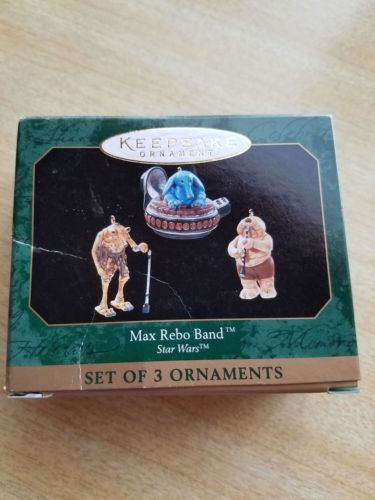 KEEPSAKE
ORNAMENT
Max Rebo Band™
Star Wars™
SET OF 3 ORNAMENTS